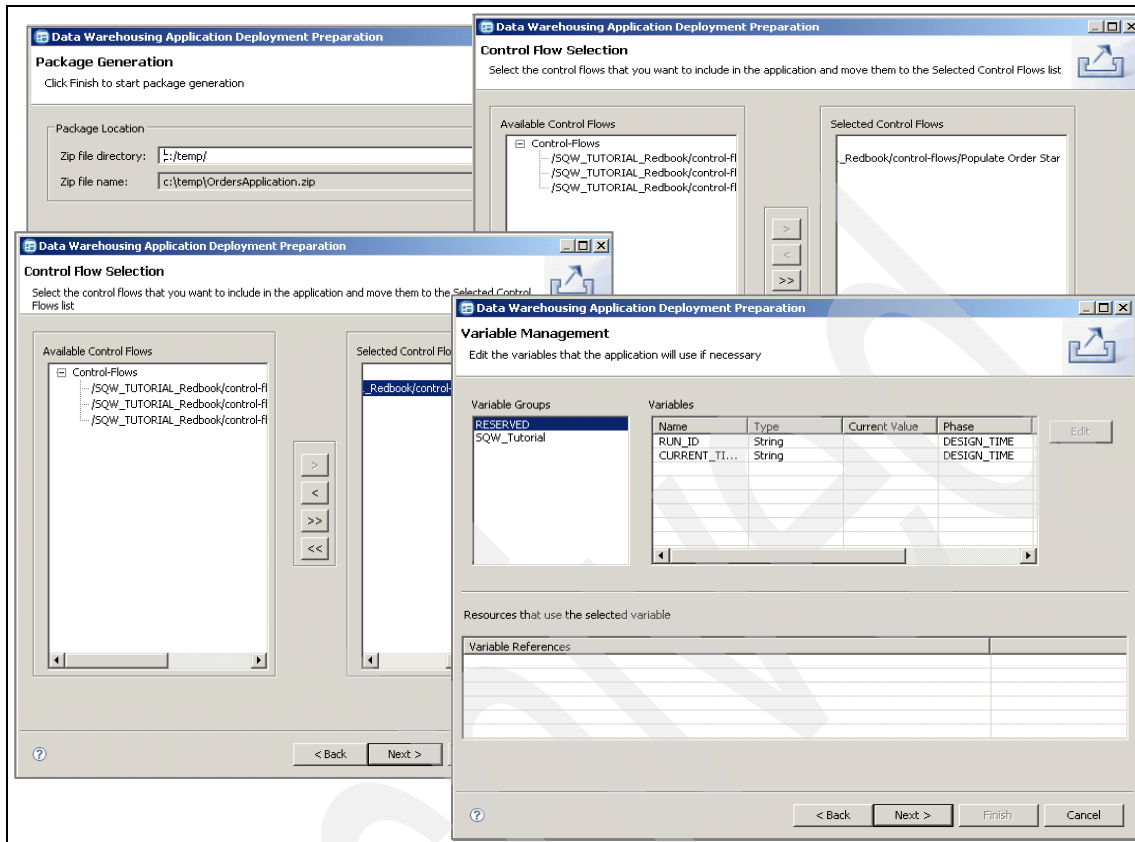 Data Warehousing Application Deployment Preparation
Package Generation
Click Finish to start package generation
Package Location
Zip file directory: :/temp/
Zip file name: c:\temp\OrdersApplication.zip
Data Warehousing Application Deployment Preparation
Control Flow Selection
Select the control flows that you want to include in the application and move them to the Selected Control Flows list
Available Control Flows
Selected Control Flows
Control-Flows
/SQW_TUTORIAL_Redbook/control-fl
/SQW_TUTORIAL_Redbook/control-fl
/SQW_TUTORIAL_Redbook/control-fl
._Redbook/control-flows/Populate Order Star
>
<
>>
Data Warehousing Application Deployment Preparation
Control Flow Selection
Select the control flows that you want to include in the application and move them to the Selected Control
Flows list
Available Control Flows
Selected Control Flo
Control-Flows
/SQW_TUTORIAL_Redbook/control-fl
/SQW_TUTORIAL_Redbook/control-fl
/SQW_TUTORIAL_Redbook/control-fl
._Redbook/control-
>
<
>>
<<
? < Back Next >
Data Warehousing Application Deployment Preparation
Variable Management
Edit the variables that the application will use if necessary
Variable Groups
RESERVED
SQW_Tutorial
Variables
Name Type Current Value Phase
RUN_ID String DESIGN_TIME
CURRENT_TI... String DESIGN_TIME
Edit
Resources that use the selected variable
Variable References
? < Back Next > Finish Cancel